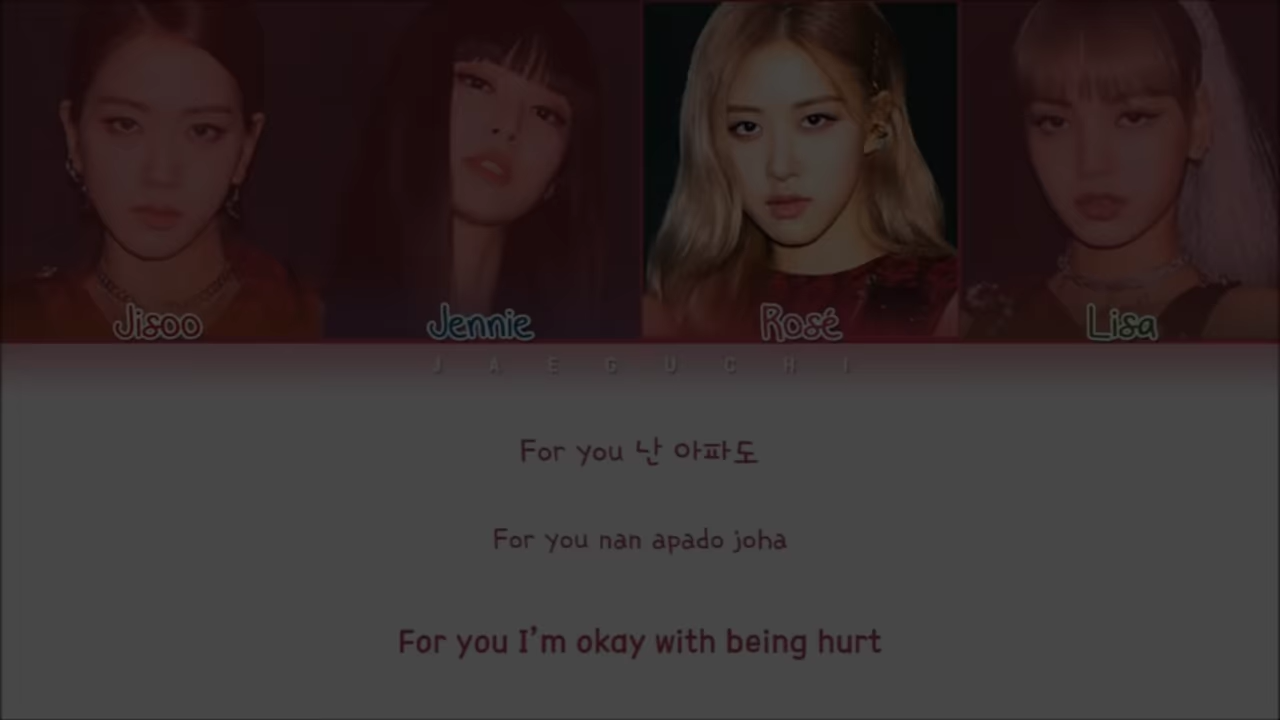 Jisoo Jennie Rosé Lisa
JAEGUCHI
For you 난 아파도
For you nan apado joha
For you I'm okay with being hurt